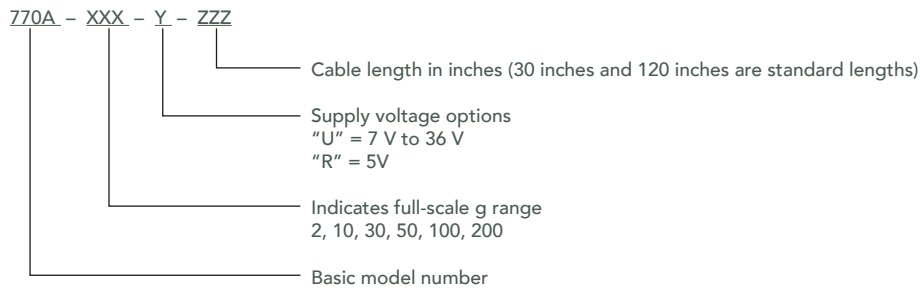 770A – XXX – Y – ZZZ
Cable length in inches (30 inches and 120 inches are standard lengths)
Supply voltage options
“U” = 7 V to 36 V
“R” = 5V
Indicates full-scale g range
2, 10, 30, 50, 100, 200
Basic model number